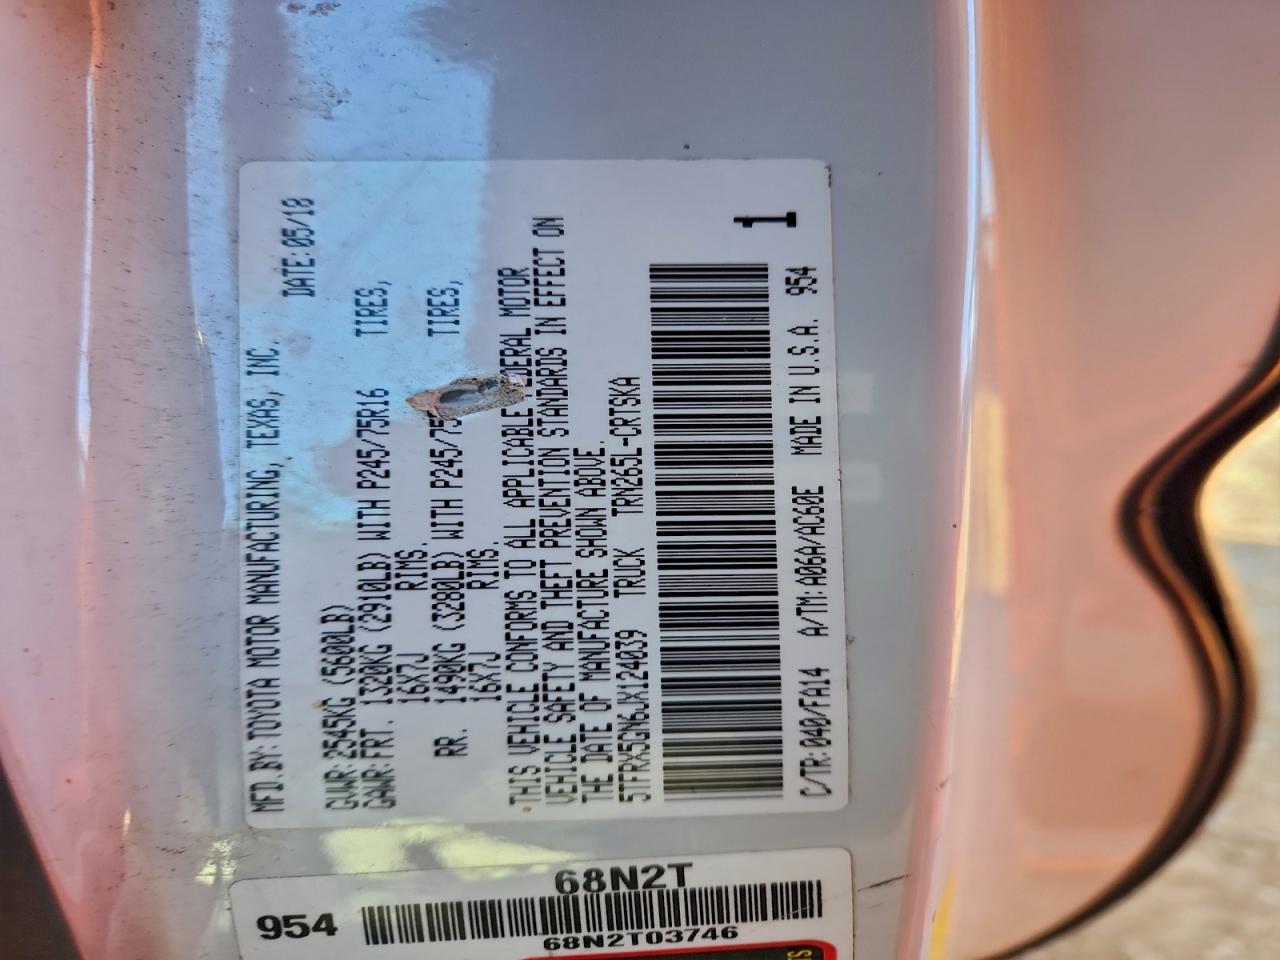 MFD.BY:TOYOTA MOTOR MANUFACTURING, TEXAS, INC.
DATE:05/18
GVWR:2545KG (5600LB)
GAWR:FRT. 1320KG (2910LB) WITH P245/75R16 TIRES,
16X7J RIMS.
RR. 1490KG (3280LB) WITH P245/75 TIRES,
16X7J RIMS.
THIS VEHICLE CONFORMS TO ALL APPLICABLE MOTOR
VEHICLE SAFETY AND THEFT PREVENTION STANDARDS IN EFFECT ON
THE DATE OF MANUFACTURE SHOWN ABOVE.
5TFRX5GN6JX124039 TRUCK TRN265L-CRTSKA
1
C/TR:040/FA14 A/TM:A06A/AC60E MADE IN U.S.A. 954
68N2T
954
68N2T03746